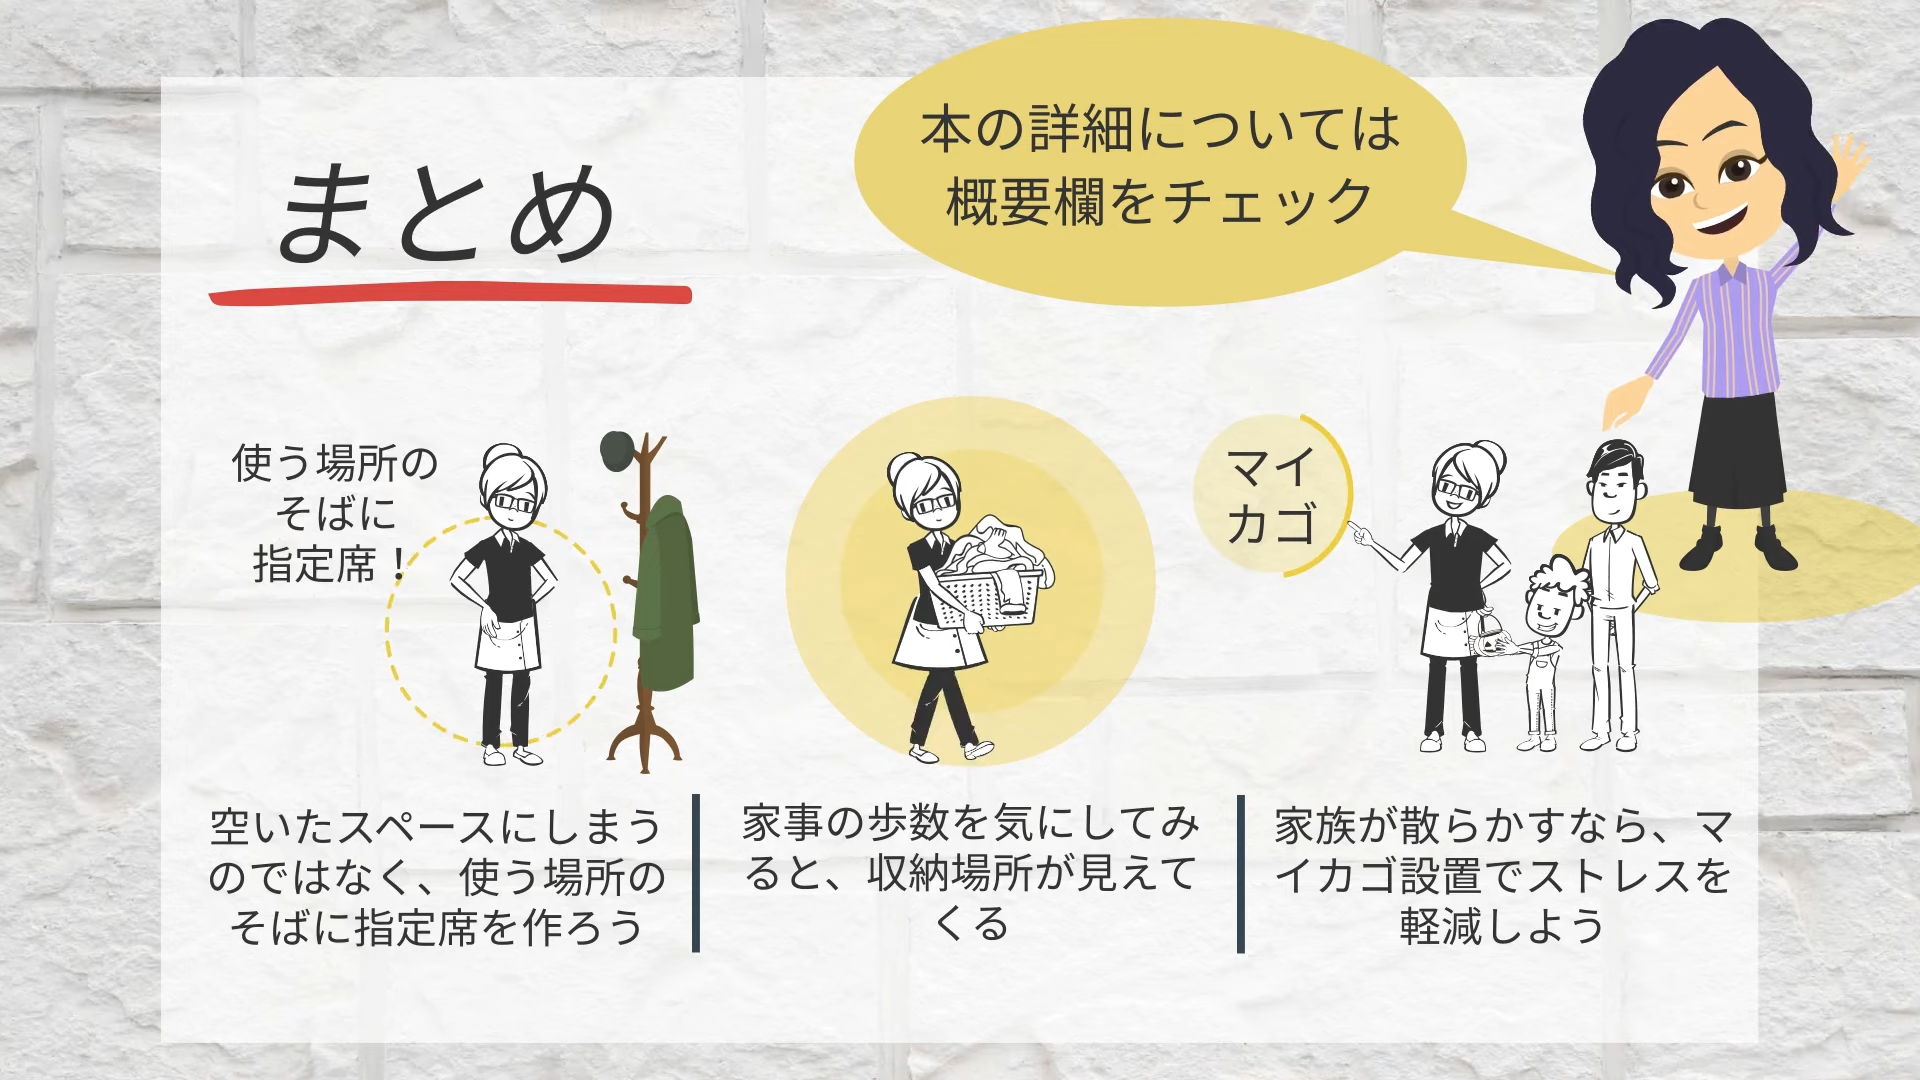 まとめ
本の詳細については
概要欄をチェック
使う場所の
そばに
指定席！
マイ
カゴ
空いたスペースにしまう
のではなく、使う場所の
そばに指定席を作ろう
家事の歩数を気にしてみ
ると、収納場所が見えて
くる
家族が散らかすなら、マ
イカゴ設置でストレスを
軽減しよう